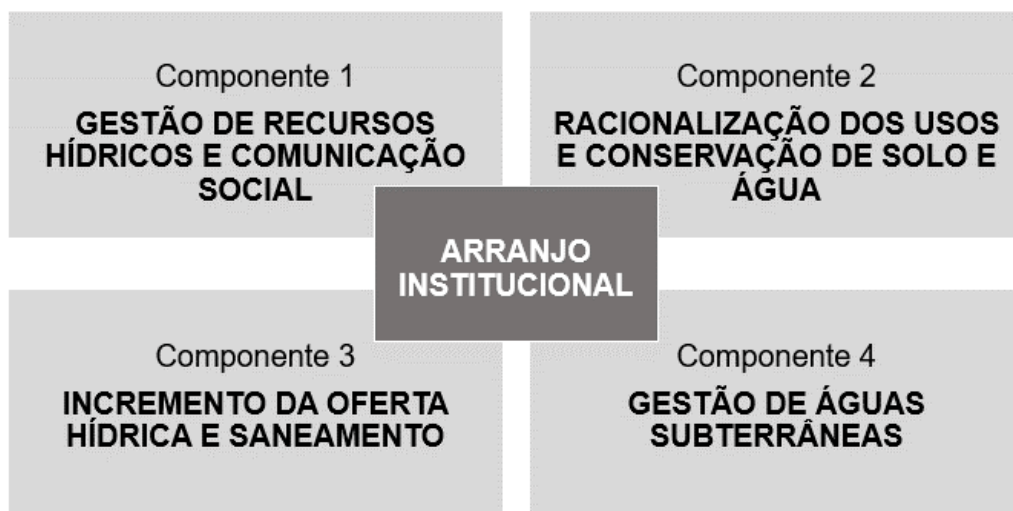 Componente 1
GESTÃO DE RECURSOS
HÍDRICOS E COMUNICAÇÃO
SOCIAL
Componente 2
RACIONALIZAÇÃO DOS USOS
E CONSERVAÇÃO DE SOLO E
ÁGUA
ARRANJO
INSTITUCIONAL
Componente 3
INCREMENTO DA OFERTA
HÍDRICA E SANEAMENTO
Componente 4
GESTÃO DE ÁGUAS
SUBTERRÂNEAS